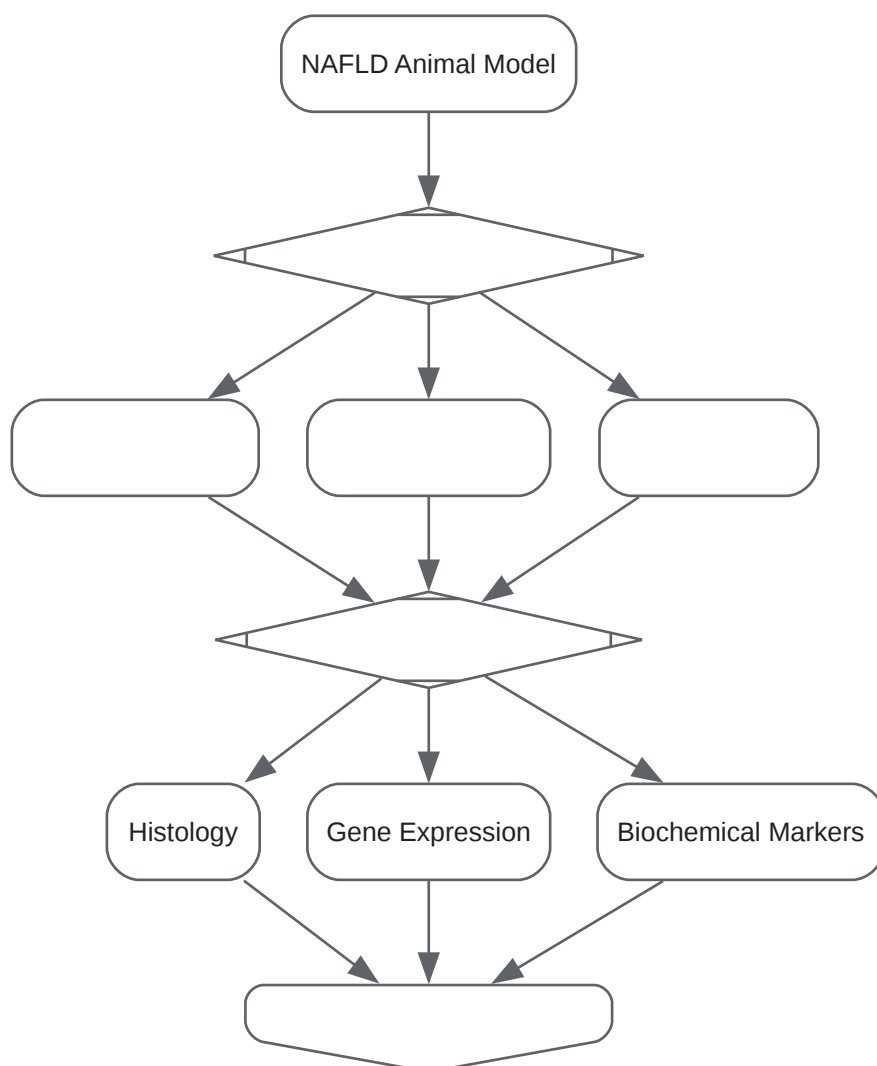 NAFLD Animal Model
Histology
Gene Expression
Biochemical Markers